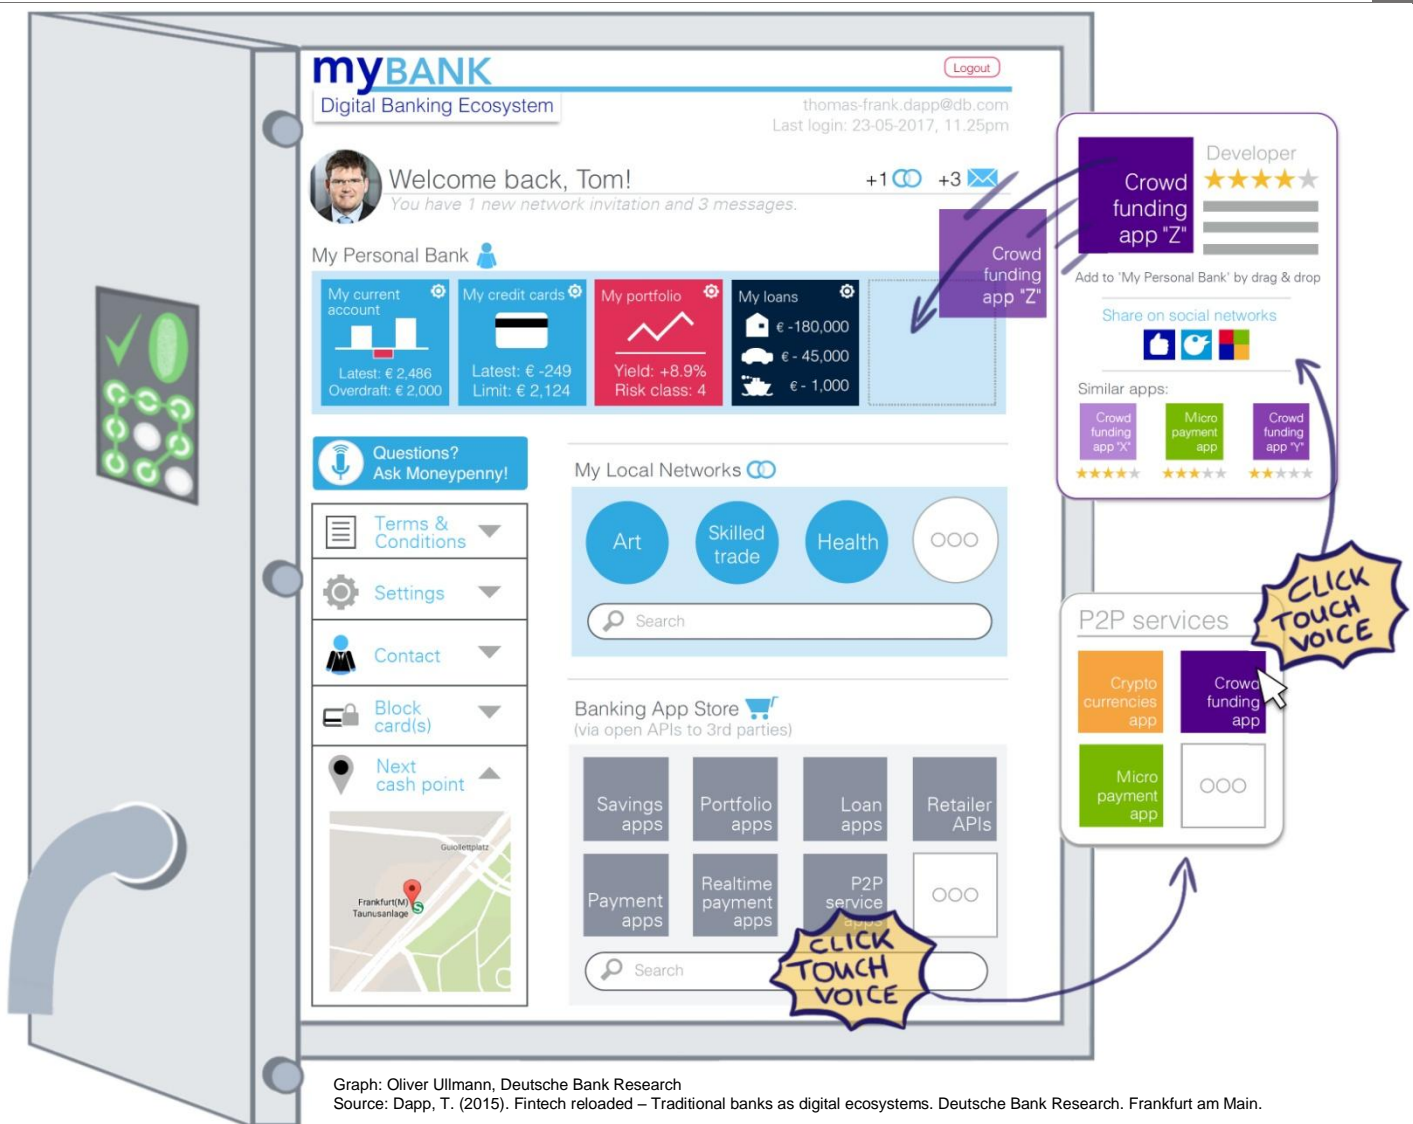 myBANK
Logout
Digital Banking Ecosystem
thomas-frank.dapp@db.com
Last login: 23-05-2017, 11.25pm
Welcome back, Tom!
+1
+3
You have 1 new network invitation and 3 messages.
My Personal Bank
My current
account
Latest: € 2,486
Overdraft: € 2,000
My credit cards
Latest: € -249
Limit: € 2,124
My portfolio
Yield: +8.9%
Risk class: 4
My loans
€ -180,000
€ - 45,000
€ - 1,000
Crowd
funding
app "Z"
Crowd
funding
app "Z"
Developer
Add to 'My Personal Bank' by drag & drop
Share on social networks
Similar apps:
Crowd
funding
app "X"
Micro
payment
app
Crowd
funding
app "Y"
Questions?
Ask Moneypenny!
Terms &
Conditions
Settings
Contact
Block
card(s)
Next
cash point
Guiollettplatz
Frankfurt(M)
Taunusanlage
S
My Local Networks
Art
Skilled
trade
Health
Search
Banking App Store
(via open APIs to 3rd parties)
Savings
apps
Portfolio
apps
Loan
apps
Retailer
APIs
Payment
apps
Realtime
payment
apps
P2P
service
apps
Search
CLICK
TOUCH
VOICE
P2P services
Crypto
currencies
app
Crowd
funding
app
Micro
payment
app
CLICK
TOUCH
VOICE
Graph: Oliver Ullmann, Deutsche Bank Research
Source: Dapp, T. (2015). Fintech reloaded – Traditional banks as digital ecosystems. Deutsche Bank Research. Frankfurt am Main.